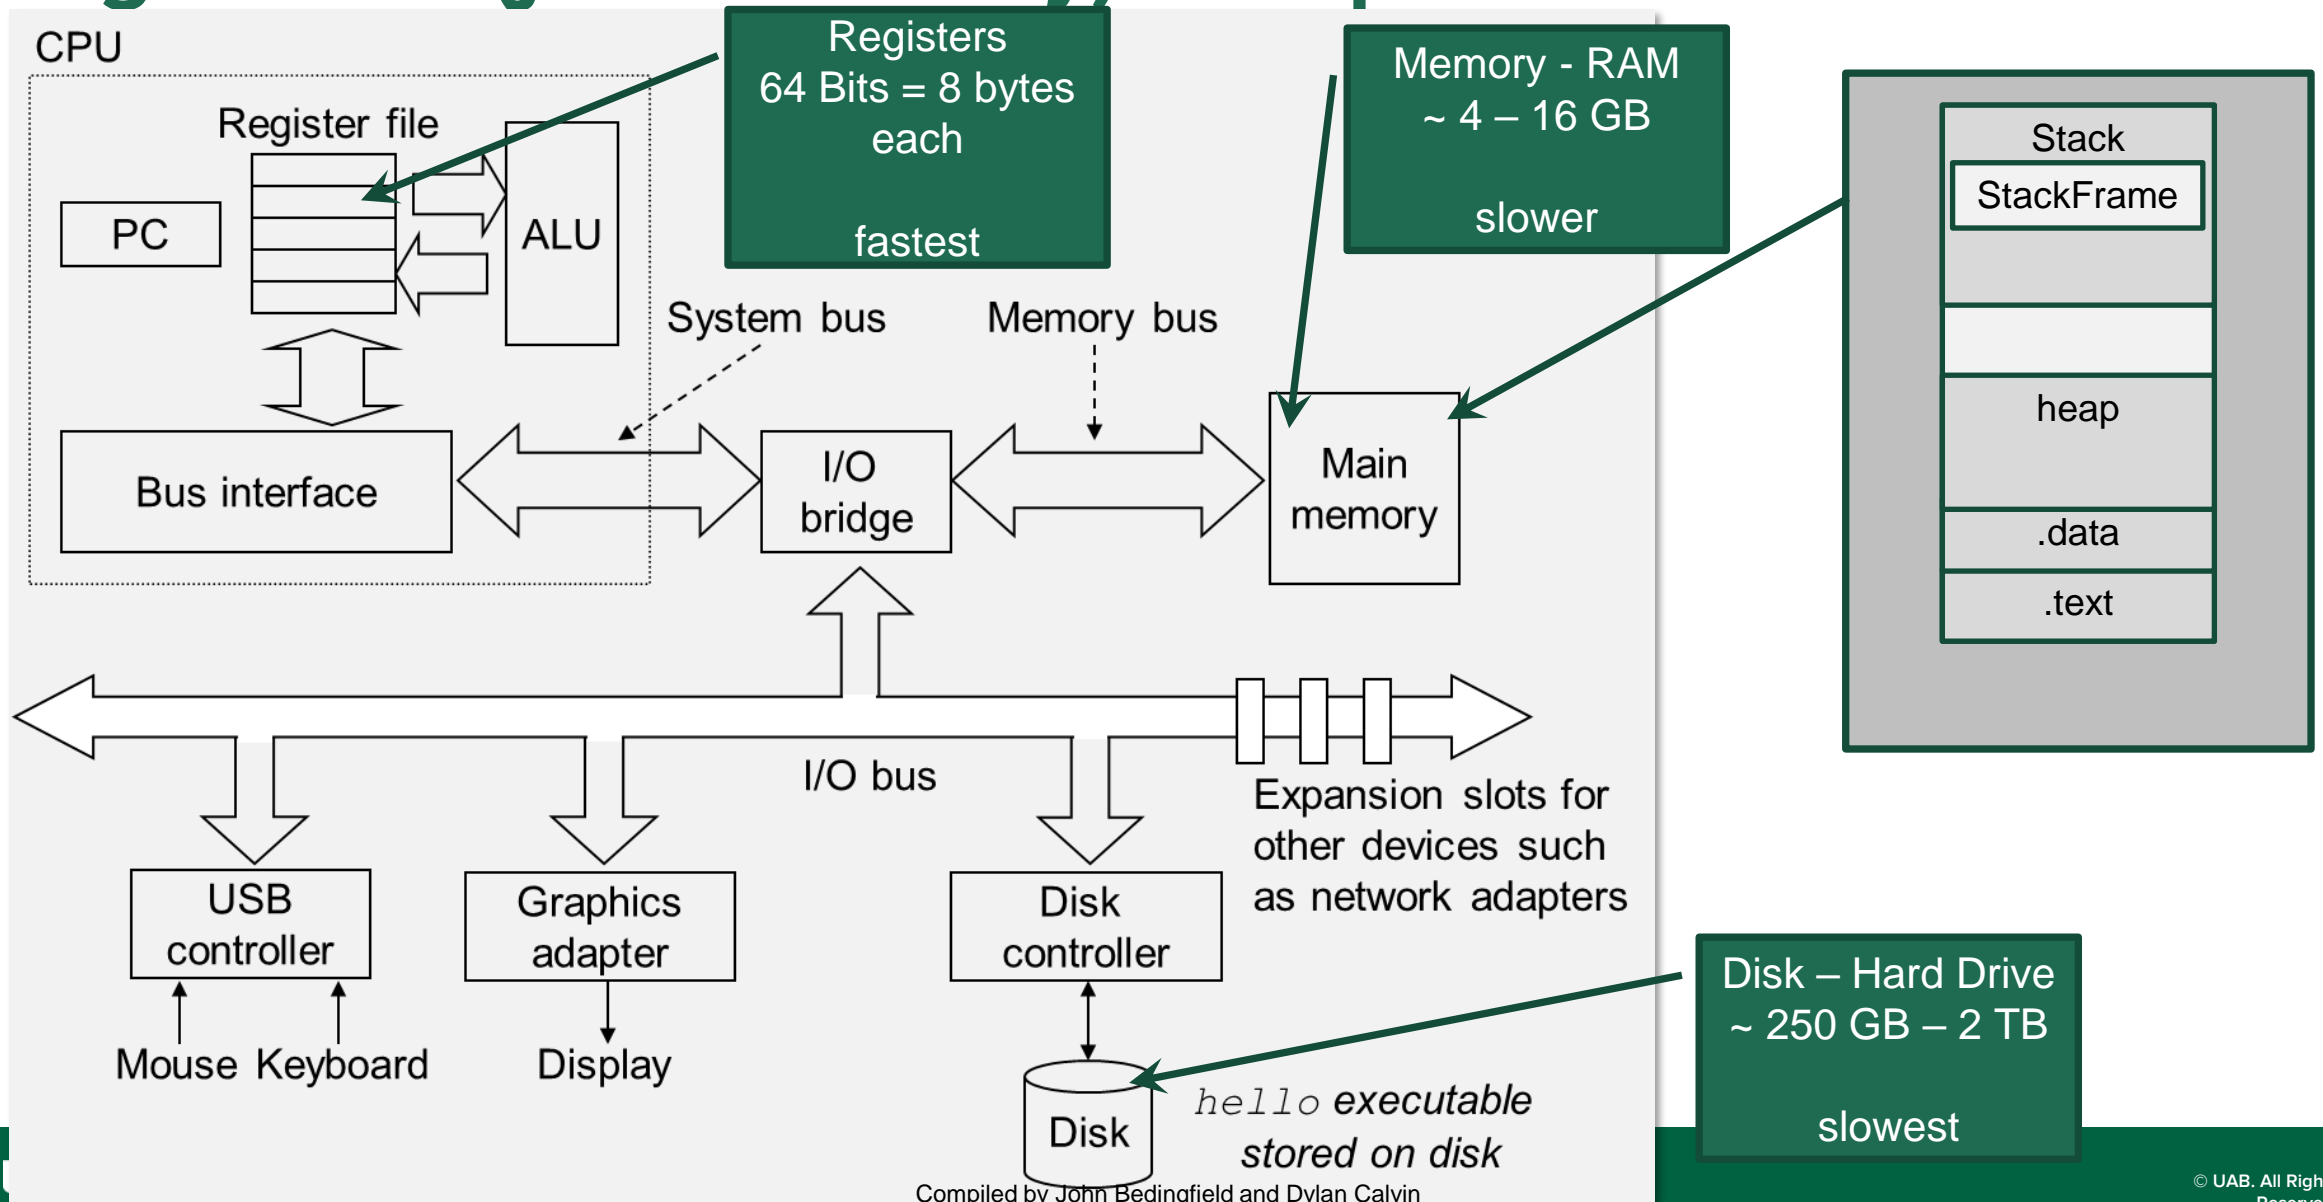 CPU
Registers
64 Bits = 8 bytes
each
fastest
Memory - RAM
~ 4 – 16 GB
slower
Register file
PC
ALU
Stack
StackFrame
heap
.data
.text
System bus
Memory bus
Bus interface
I/O
bridge
Main
memory
I/O bus
Expansion slots for
other devices such
as network adapters
USB
controller
Graphics
adapter
Disk
controller
Mouse Keyboard
Display
Disk
hello executable
stored on disk
Disk – Hard Drive
~ 250 GB – 2 TB
slowest
Compiled by John Bedingfield and Dylan Calvin
© UAB. All Righ